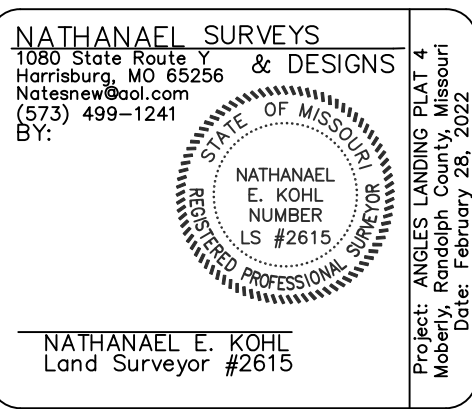 NATHANAEL SURVEYS
& DESIGNS
1080 State Route Y
Harrisburg, MO 65256
Natesnew@aol.com
(573) 499-1241
BY:
STATE OF MISSOURI
NATHANAEL
E. KOHL
NUMBER
LS #2615
REGISTERED PROFESSIONAL SURVEYOR
NATHANAEL E. KOHL
Land Surveyor #2615
Project: ANGLES LANDING PLAT 4
Moberly, Randolph County, Missouri
Date: February 28, 2022